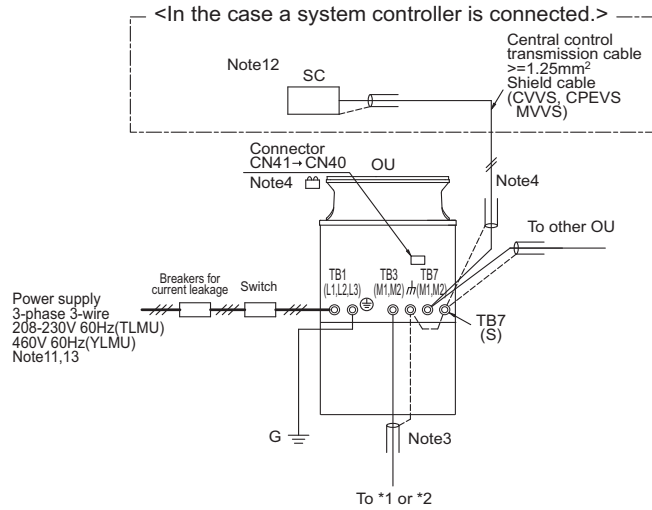 <In the case a system controller is connected.>
Note12
SC
Central control
transmission cable
>=1.25mm²
Shield cable
(CVVS, CPEVS
MVVS)
Connector
CN41→CN40
Note4
OU
Note4
To other OU
TB1
(L1,L2,L3)
TB3
(M1,M2)
TB7
(M1,M2)
TB7
(S)
Breakers for
current leakage
Switch
Power supply
3-phase 3-wire
208-230V 60Hz(TLMU)
460V 60Hz(YLMU)
Note11,13
G
Note3
To *1 or *2